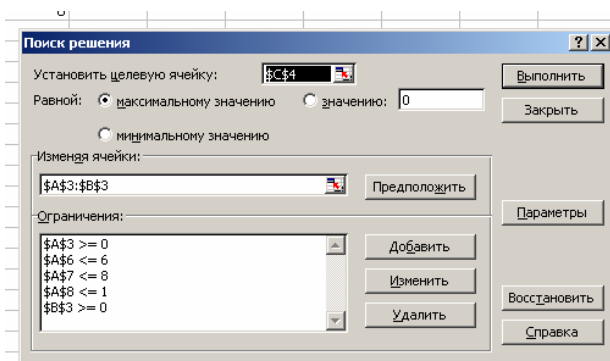 Поиск решения
Установить целевую ячейку: $C$4 Выполнить
Равной: максимальному значению значению: 0 Закрыть
минимальному значению
Изменяя ячейки:
$A$3:$B$3 Предположить
Ограничения: Параметры
$A$3 >= 0 Добавить
$A$6 <= 6
$A$7 <= 8 Изменить
$A$8 <= 1 Восстановить
$B$3 >= 0 Удалить
Справка